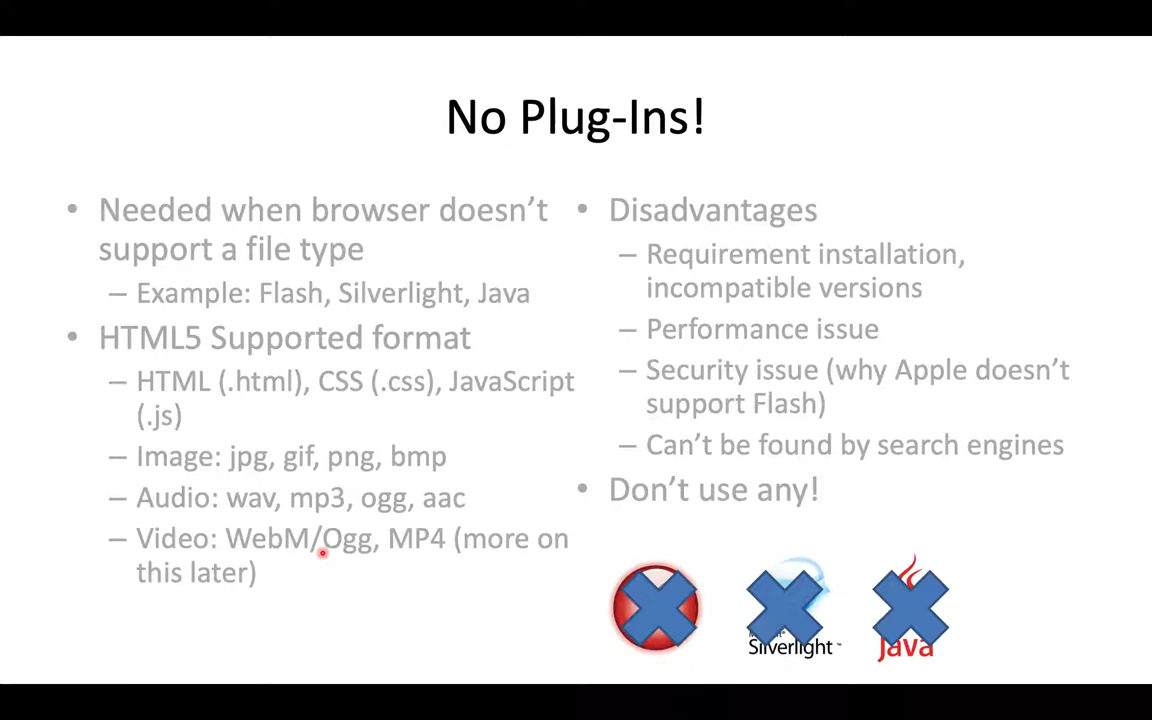 No Plug-Ins!
• Needed when browser doesn't
support a file type
– Example: Flash, Silverlight, Java
• HTML5 Supported format
– HTML (.html), CSS (.css), JavaScript
(.js)
– Image: jpg, gif, png, bmp
– Audio: wav, mp3, ogg, aac
– Video: WebM/Ogg, MP4 (more on
this later)
• Disadvantages
– Requirement installation,
incompatible versions
– Performance issue
– Security issue (why Apple doesn't
support Flash)
– Can't be found by search engines
• Don't use any!
Silverlight™
Java